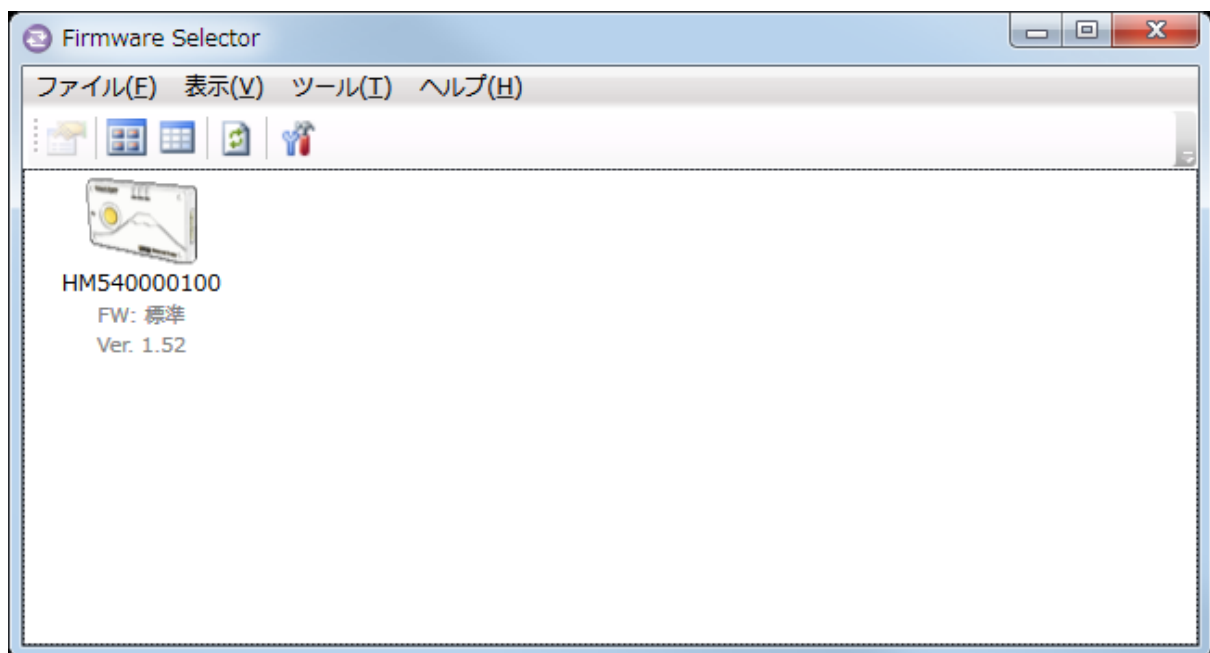 Firmware Selector
ファイル(F) 表示(V) ツール(T) ヘルプ(H)
HM540000100
FW: 標準
Ver. 1.52